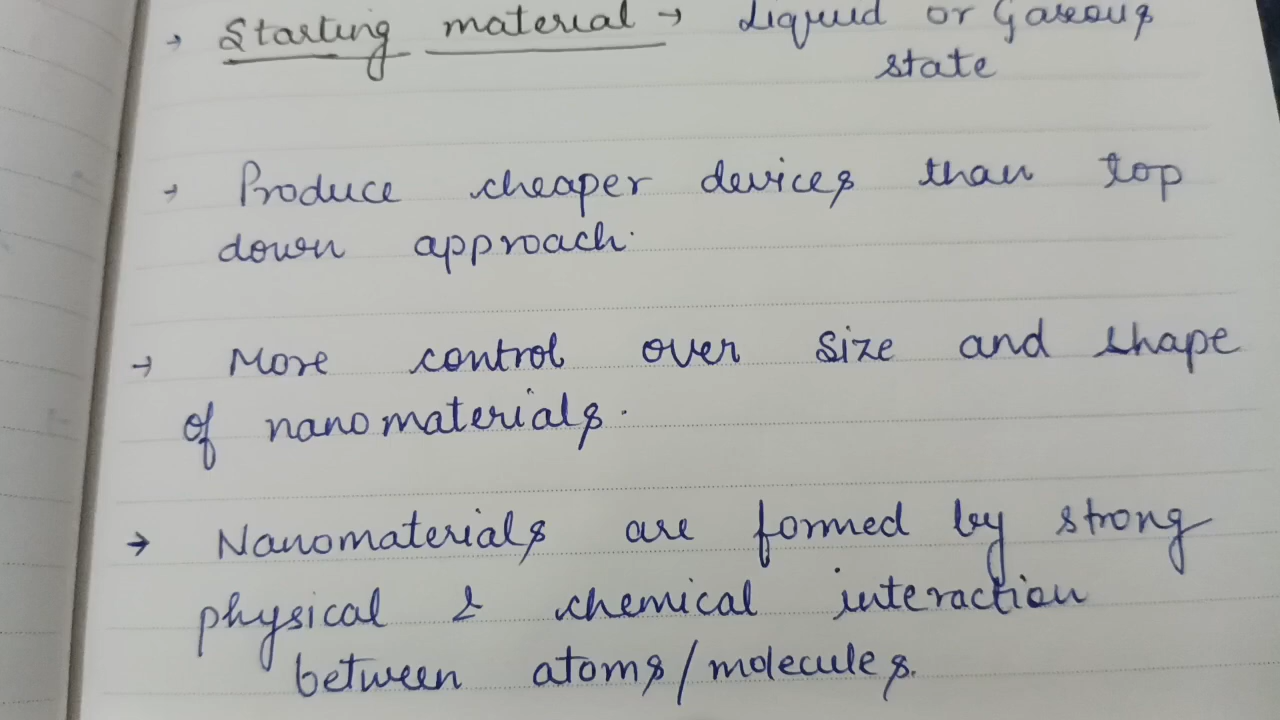 → Starting material → Liquid or Gaseous
state
→ Produce cheaper devices than top
down approach.
→ More control over size and shape
of nanomaterials.
→ Nanomaterials are formed by strong
physical & chemical interaction
between atoms/molecules.